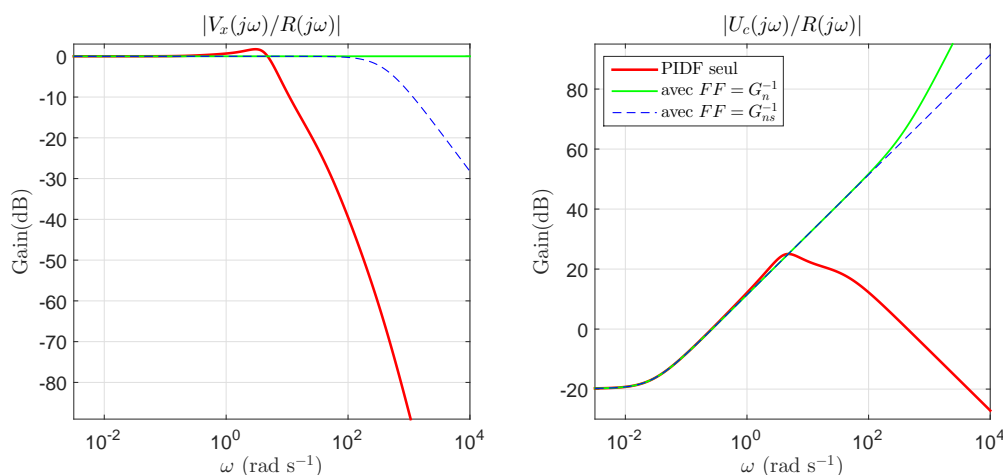 |V_x(jω)/R(jω)|
0
-10
-20
-30
-40
-50
-60
-70
-80
Gain(dB)
10^-2
10^0
10^2
10^4
ω (rad s^-1)
|U_c(jω)/R(jω)|
PIDF seul
avec FF = G_n^-1
avec FF = G_ns^-1
80
60
40
20
0
-20
Gain(dB)
10^-2
10^0
10^2
10^4
ω (rad s^-1)